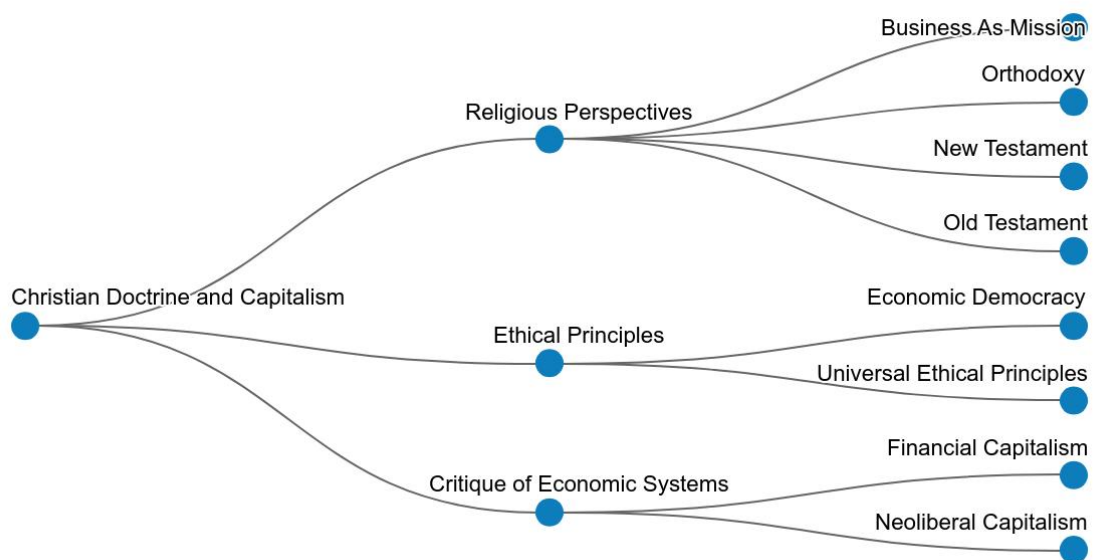 Business As Mission
Orthodoxy
Religious Perspectives
New Testament
Old Testament
Christian Doctrine and Capitalism
Economic Democracy
Ethical Principles
Universal Ethical Principles
Financial Capitalism
Critique of Economic Systems
Neoliberal Capitalism